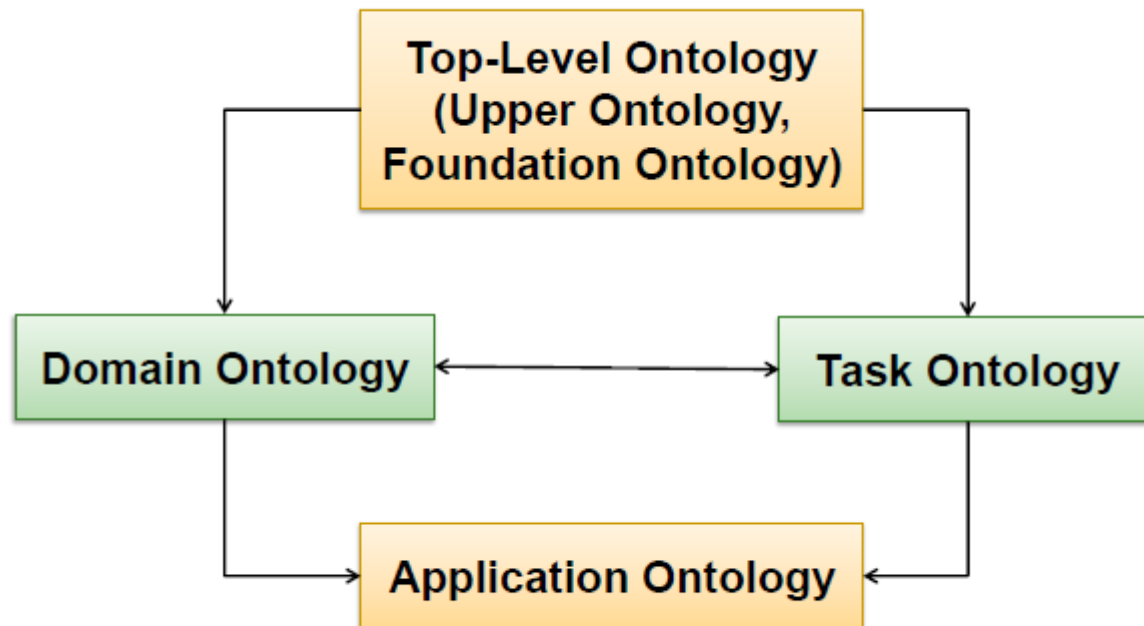 Top-Level Ontology
(Upper Ontology,
Foundation Ontology)
Domain Ontology
Task Ontology
Application Ontology